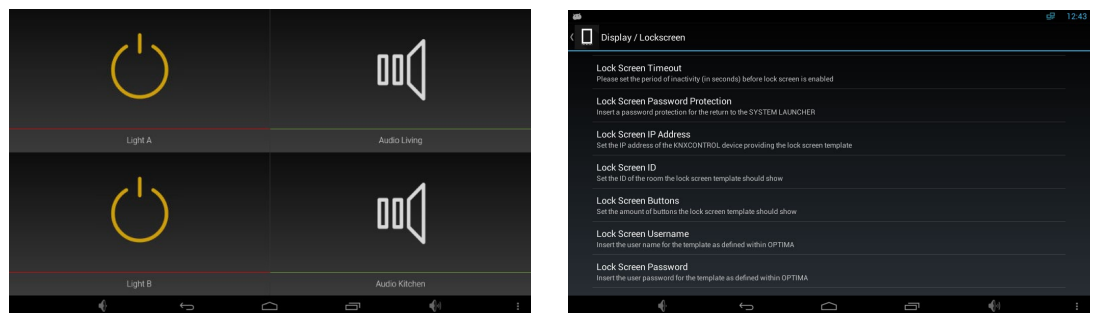 Light A
Audio Living
Light B
Audio Kitchen
12:43
Display / Lockscreen
Lock Screen Timeout
Please set the period of inactivity (in seconds) before lock screen is enabled
Lock Screen Password Protection
Insert a password protection for the return to the SYSTEM LAUNCHER
Lock Screen IP Address
Set the IP address of the KNXCONTROL device providing the lock screen template
Lock Screen ID
Set the ID of the room the lock screen template should show
Lock Screen Buttons
Set the amount of buttons the lock screen template should show
Lock Screen Username
Insert the user name for the template as defined within OPTIMA
Lock Screen Password
Insert the user password for the template as defined within OPTIMA